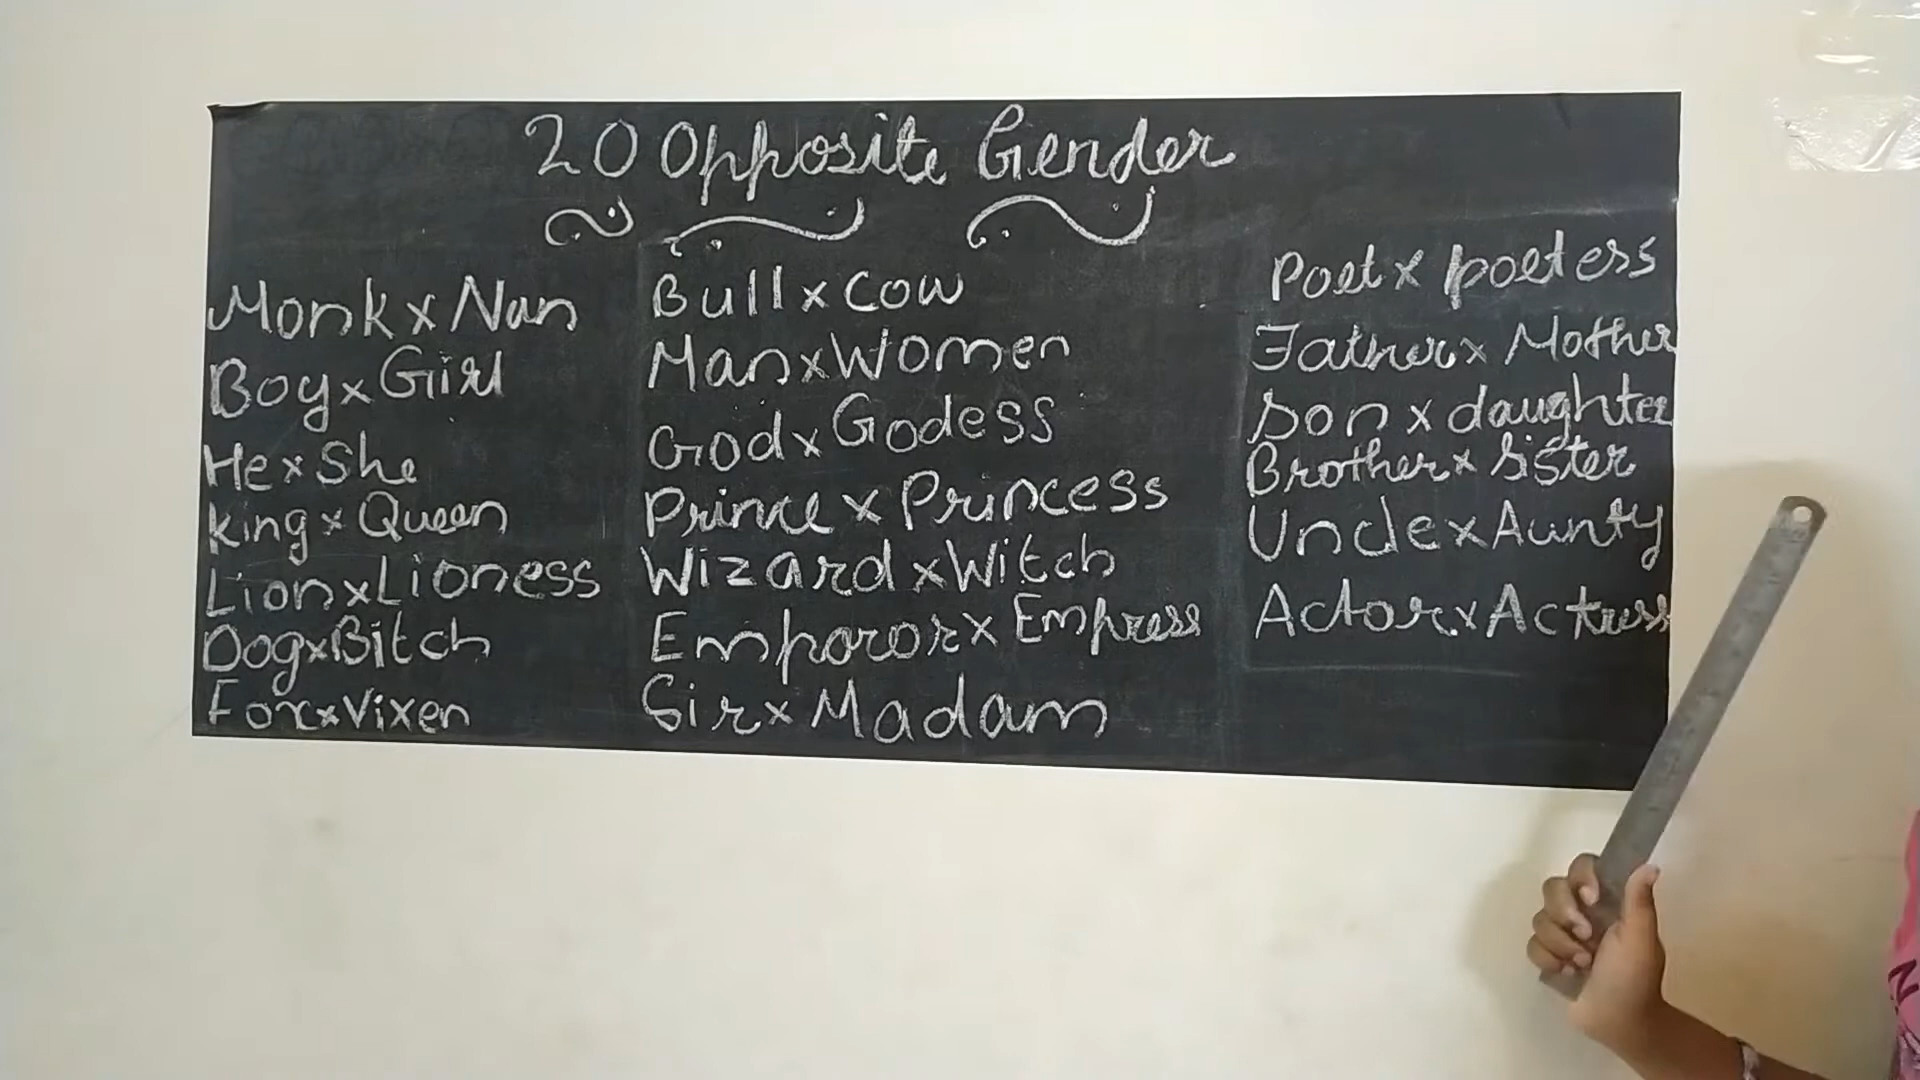 20 Opposite Gender
Monk x Nan
Boy x Giirl
He x She
King x Queen
Lion x Lioness
Dog x Bitch
Fox x Vixen
Bull x Cow
Man x Women
God x Godess
Prince x Princess
Wizard x Witch
Emporor x Empress
Sir x Madam
Poet x poetess
Father x Mother
Son x daughter
Brother x Sister
Uncle x Aunty
Actor x Actress